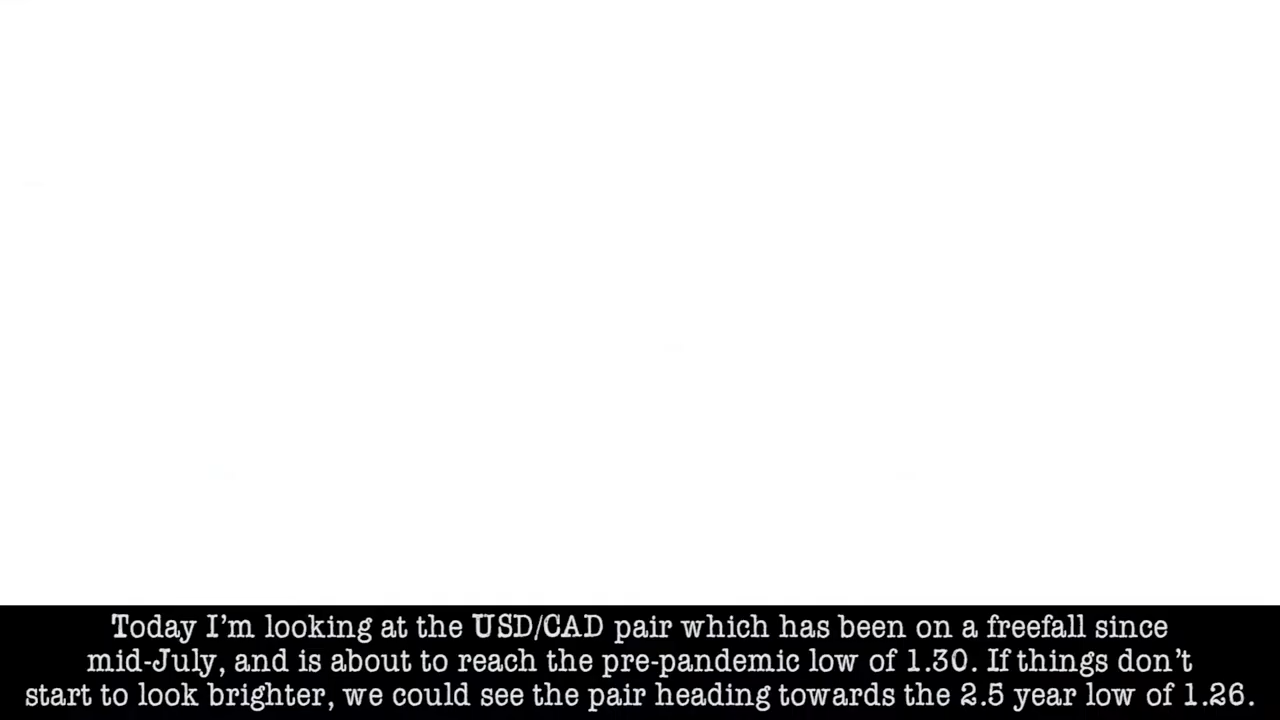 Today I'm looking at the USD/CAD pair which has been on a freefall since
mid-July, and is about to reach the pre-pandemic low of 1.30. If things don't
start to look brighter, we could see the pair heading towards the 2.5 year low of 1.26.